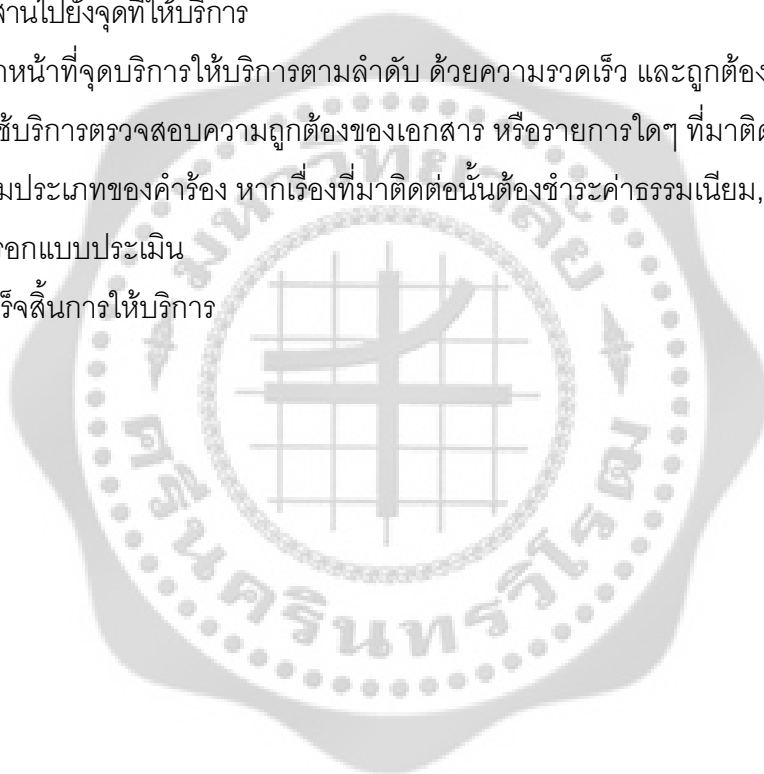 สานไปยังจุดที่ให้บริการ
หน้าที่จุดบริการให้บริการตามลำดับ ด้วยความรวดเร็ว และถูกต้อง
ช้บริการตรวจสอบความถูกต้องของเอกสาร หรือรายการใดๆ ที่มาติด
มประเภทของคำร้อง หากเรื่องที่มาติดต่อนั้นต้องชำระค่าธรรมเนียม,
รอกแบบประเมิน
ร็จสิ้นการให้บริการ
มหาวิทยาลัย
ศรีนครินทรวิโรฒ